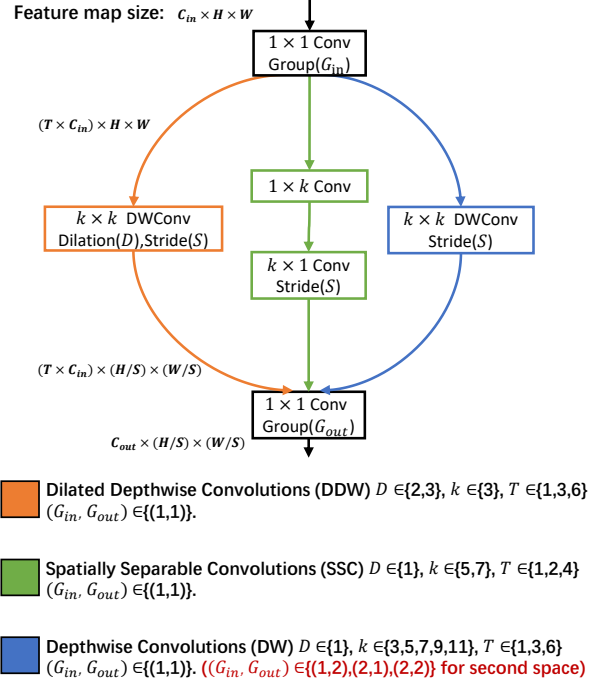 Feature map size: C_in × H × W
1 × 1 Conv
Group(G_in)
(T × C_in) × H × W
1 × k Conv
k × k DWConv
Dilation(D),Stride(S)
k × 1 Conv
Stride(S)
k × k DWConv
Stride(S)
(T × C_in) × (H/S) × (W/S)
1 × 1 Conv
Group(G_out)
C_out × (H/S) × (W/S)
Dilated Depthwise Convolutions (DDW) D ∈{2,3}, k ∈{3}, T ∈{1,3,6}
(G_in, G_out) ∈{(1,1)}.
Spatially Separable Convolutions (SSC) D ∈{1}, k ∈{5,7}, T ∈{1,2,4}
(G_in, G_out) ∈{(1,1)}.
Depthwise Convolutions (DW) D ∈{1}, k ∈{3,5,7,9,11}, T ∈{1,3,6}
(G_in, G_out) ∈{(1,1)}. ((G_in, G_out) ∈{(1,2),(2,1),(2,2)} for second space)